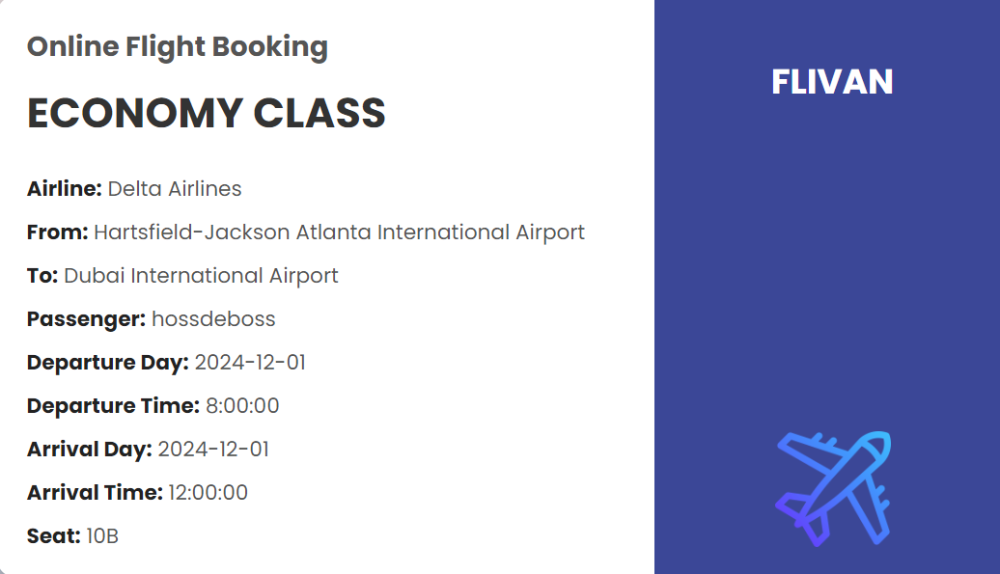 Online Flight Booking
ECONOMY CLASS
Airline: Delta Airlines
From: Hartsfield-Jackson Atlanta International Airport
To: Dubai International Airport
Passenger: hossdeboss
Departure Day: 2024-12-01
Departure Time: 8:00:00
Arrival Day: 2024-12-01
Arrival Time: 12:00:00
Seat: 10B
FLIVAN